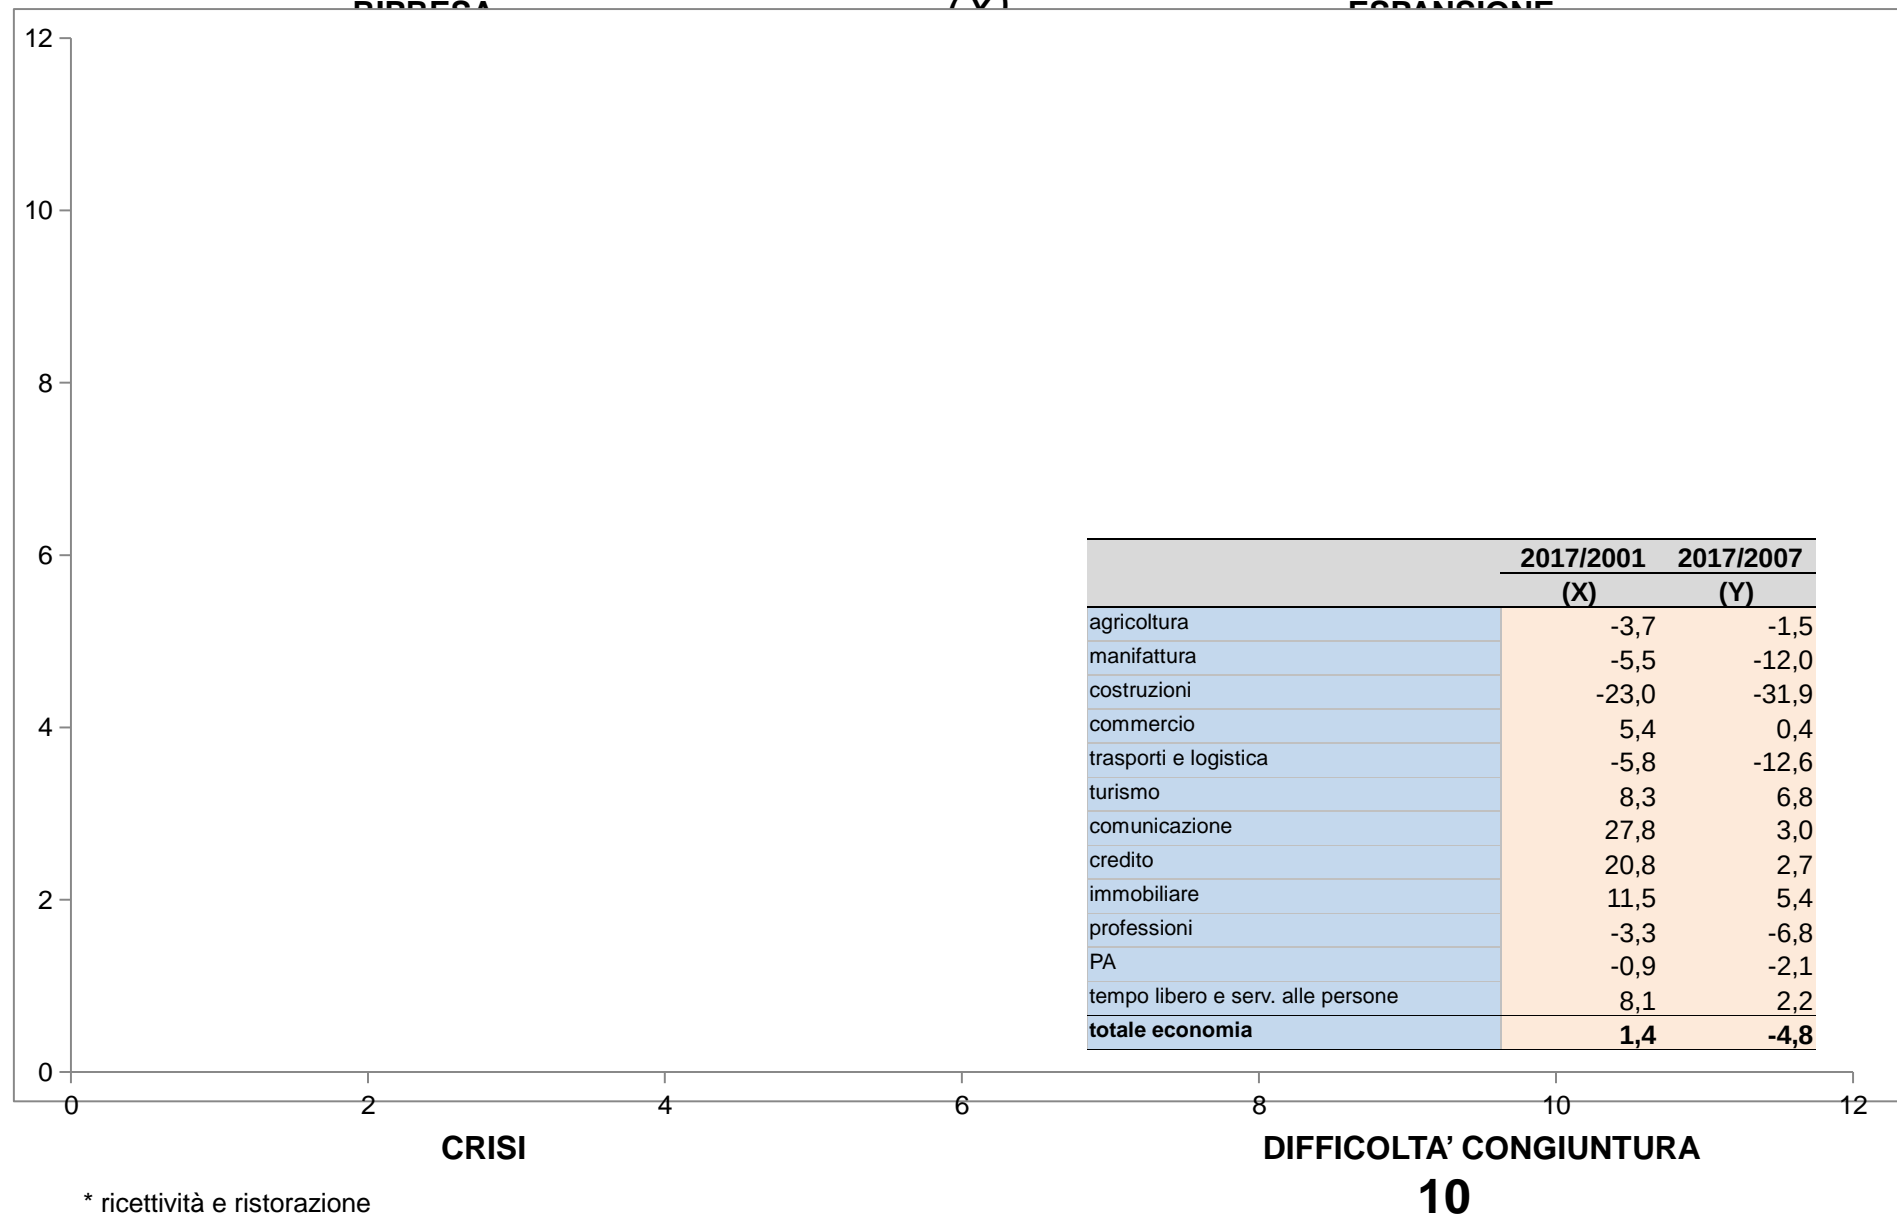 RIPRESA (Y) ESPANSIONE
12
10
8
6
4
2
0
0 2 4 6 8 10 12
2017/2001 2017/2007
(X) (Y)
agricoltura -3,7 -1,5
manifattura -5,5 -12,0
costruzioni -23,0 -31,9
commercio 5,4 0,4
trasporti e logistica -5,8 -12,6
turismo 8,3 6,8
comunicazione 27,8 3,0
credito 20,8 2,7
immobiliare 11,5 5,4
professioni -3,3 -6,8
PA -0,9 -2,1
tempo libero e serv. alle persone 8,1 2,2
totale economia 1,4 -4,8
CRISI DIFFICOLTA’ CONGIUNTURA
* ricettività e ristorazione 10